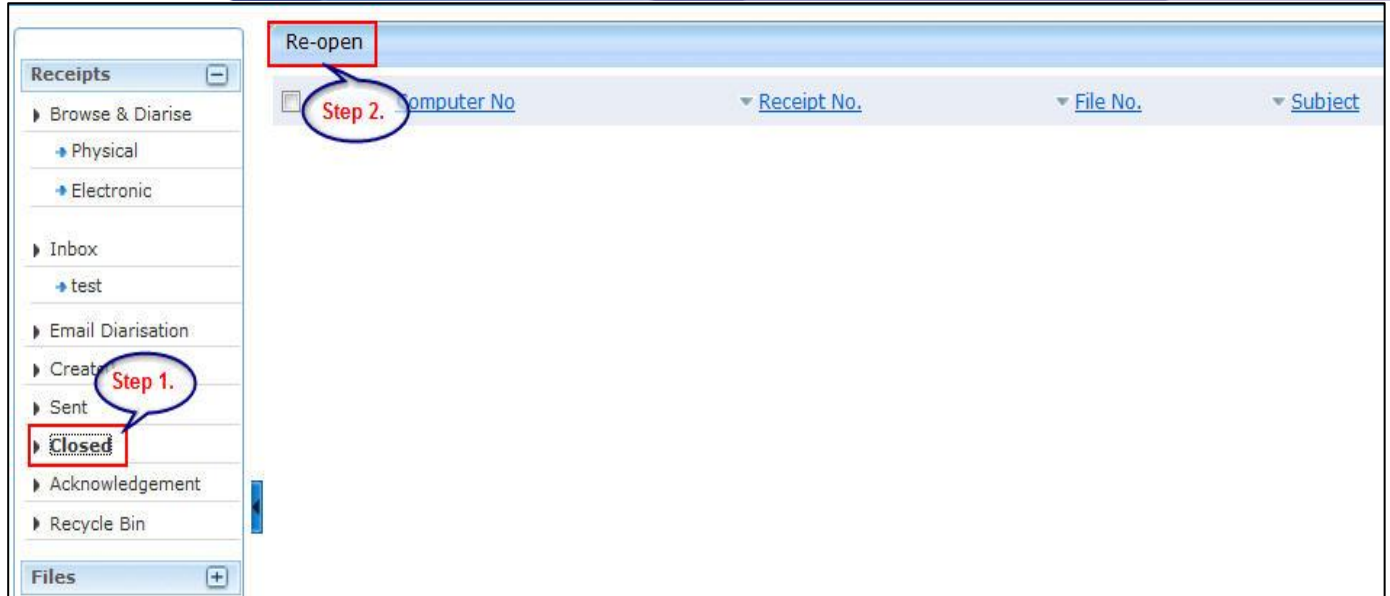 Re-open
Step 2.
Computer No
Receipt No.
File No.
Subject
Receipts
Browse & Diarise
Physical
Electronic
Inbox
test
Email Diarisation
Step 1.
Sent
Closed
Acknowledgement
Recycle Bin
Files